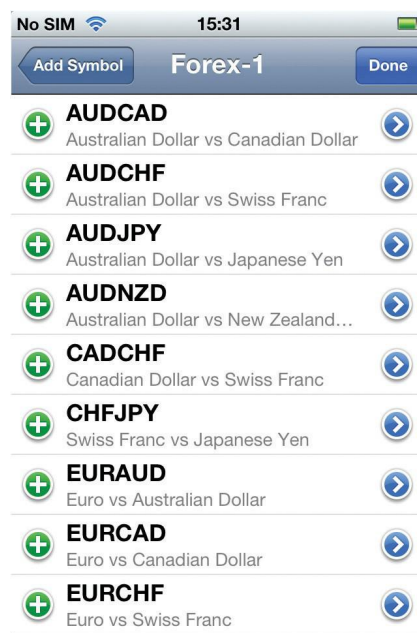 No SIM 15:31
Add Symbol Forex-1 Done
AUDCAD
Australian Dollar vs Canadian Dollar
AUDCHF
Australian Dollar vs Swiss Franc
AUDJPY
Australian Dollar vs Japanese Yen
AUDNZD
Australian Dollar vs New Zealand...
CADCHF
Canadian Dollar vs Swiss Franc
CHFJPY
Swiss Franc vs Japanese Yen
EURAUD
Euro vs Australian Dollar
EURCAD
Euro vs Canadian Dollar
EURCHF
Euro vs Swiss Franc